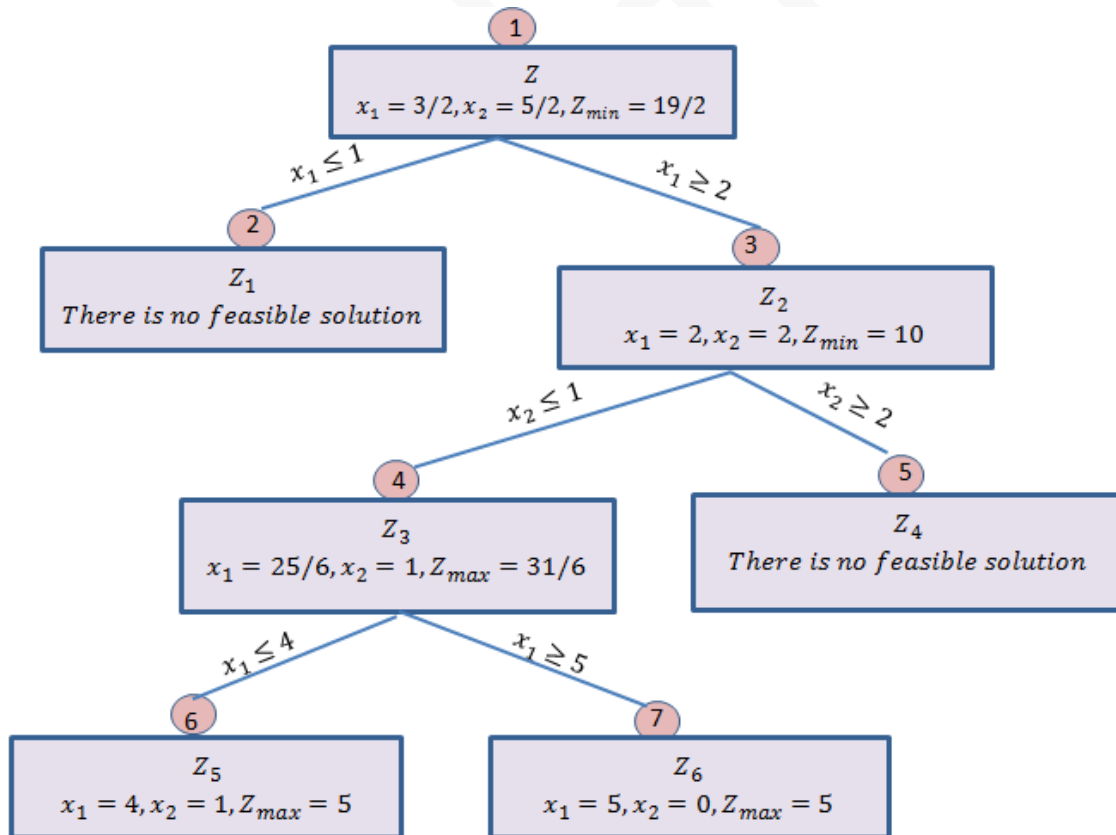 1
Z
x₁ = 3/2, x₂ = 5/2, Z_min = 19/2
x₁ ≤ 1
x₁ ≥ 2
2
Z₁
There is no feasible solution
3
Z₂
x₁ = 2, x₂ = 2, Z_min = 10
x₂ ≤ 1
x₂ ≥ 2
4
Z₃
x₁ = 25/6, x₂ = 1, Z_max = 31/6
5
Z₄
There is no feasible solution
x₁ ≤ 4
x₁ ≥ 5
6
Z₅
x₁ = 4, x₂ = 1, Z_max = 5
7
Z₆
x₁ = 5, x₂ = 0, Z_max = 5